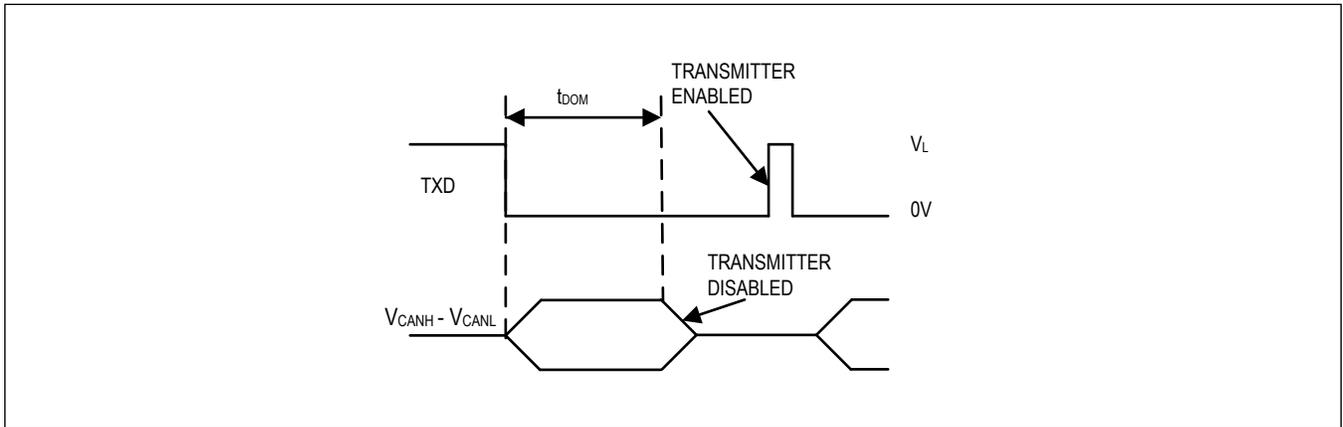 TRANSMITTER
ENABLED
tDOM
VL
TXD
0V
TRANSMITTER
DISABLED
VCANH - VCANL